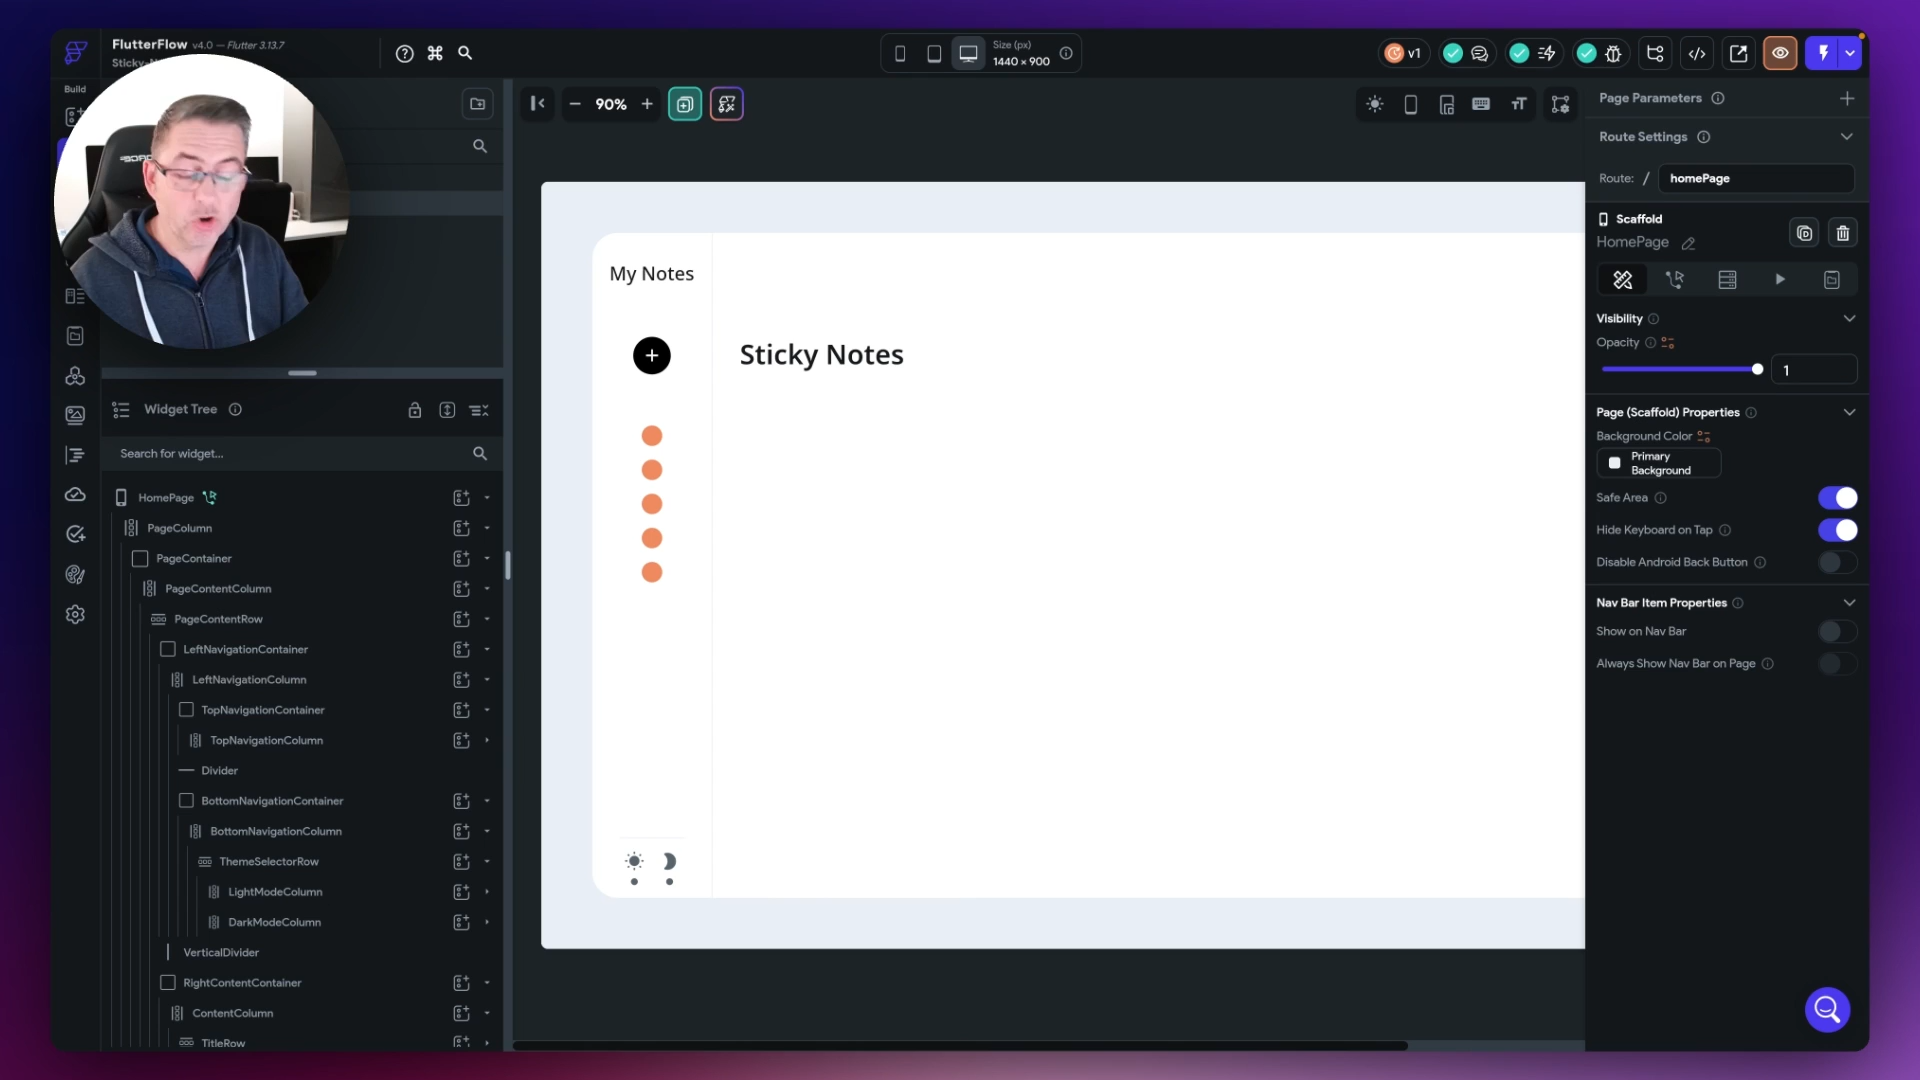 FlutterFlow v4.0 — Flutter 3.13.7
Sticky-N
Build
Size (px)
1440 × 900
v1
90%
Page Parameters
Route Settings
Route: / homePage
Scaffold
HomePage
Visibility
Opacity
1
Page (Scaffold) Properties
Background Color
Primary
Background
Safe Area
Hide Keyboard on Tap
Disable Android Back Button
Nav Bar Item Properties
Show on Nav Bar
Always Show Nav Bar on Page
My Notes
Sticky Notes
Widget Tree
Search for widget...
HomePage
PageColumn
PageContainer
PageContentColumn
PageContentRow
LeftNavigationContainer
LeftNavigationColumn
TopNavigationContainer
TopNavigationColumn
Divider
BottomNavigationContainer
BottomNavigationColumn
ThemeSelectorRow
LightModeColumn
DarkModeColumn
VerticalDivider
RightContentContainer
ContentColumn
TitleRow